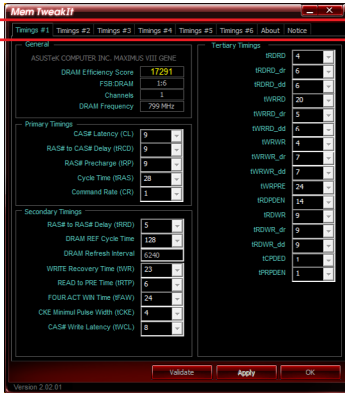 Mem TweakIt
Timings #1 Timings #2 Timings #3 Timings #4 Timings #5 Timings #6 About Notice
General
ASUSTeK COMPUTER INC. MAXIMUS VIII GENE
DRAM Efficiency Score 17291
FSB:DRAM 1:6
Channels 1
DRAM Frequency 799 MHz
Primary Timings
CAS# Latency (CL) 9
RAS# to CAS# Delay (tRCD) 9
RAS# Precharge (tRP) 9
Cycle Time (tRAS) 28
Command Rate (CR) 1
Secondary Timings
RAS# to RAS# Delay (tRRD) 5
DRAM REF Cycle Time 128
DRAM Refresh Interval 6240
WRITE Recovery Time (tWR) 23
READ to PRE Time (tRTP) 6
FOUR ACT WIN Time (tFAW) 24
CKE Minimul Pulse Width (tCKE) 4
CAS# Write Latency (tWCL) 8
Tertiary Timings
tRDRD 4
tRDRD_dr 6
tRDRD_dd 6
tWRRD 20
tWRRD_dr 5
tWRRD_dd 6
tWRWR 4
tWRWR_dr 7
tWRWR_dd 7
tWRPRE 24
tRDPDEN 14
tRDWR 9
tRDWR_dr 9
tRDWR_dd 9
tCPDED 1
tPRPDEN 1
Validate Apply OK
Version 2.02.01